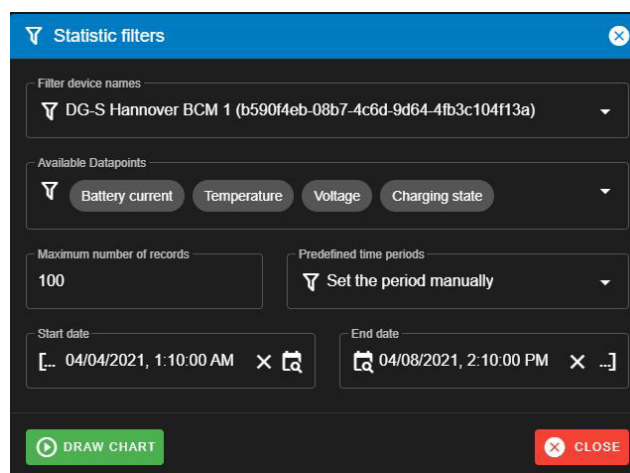 Statistic filters
Filter device names
DG-S Hannover BCM 1 (b590f4eb-08b7-4c6d-9d64-4fb3c104f13a)
Available Datapoints
Battery current Temperature Voltage Charging state
Maximum number of records Predefined time periods
100 Set the period manually
Start date End date
[... 04/04/2021, 1:10:00 AM 04/08/2021, 2:10:00 PM ...]
DRAW CHART CLOSE